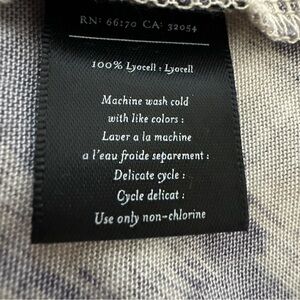 RN: 66170 CA: 32054
100% Lyocell : Lyocell
Machine wash cold
with like colors :
Laver a la machine
a l'eau froide separement :
Delicate cycle :
Cycle delicat :
Use only non-chlorine